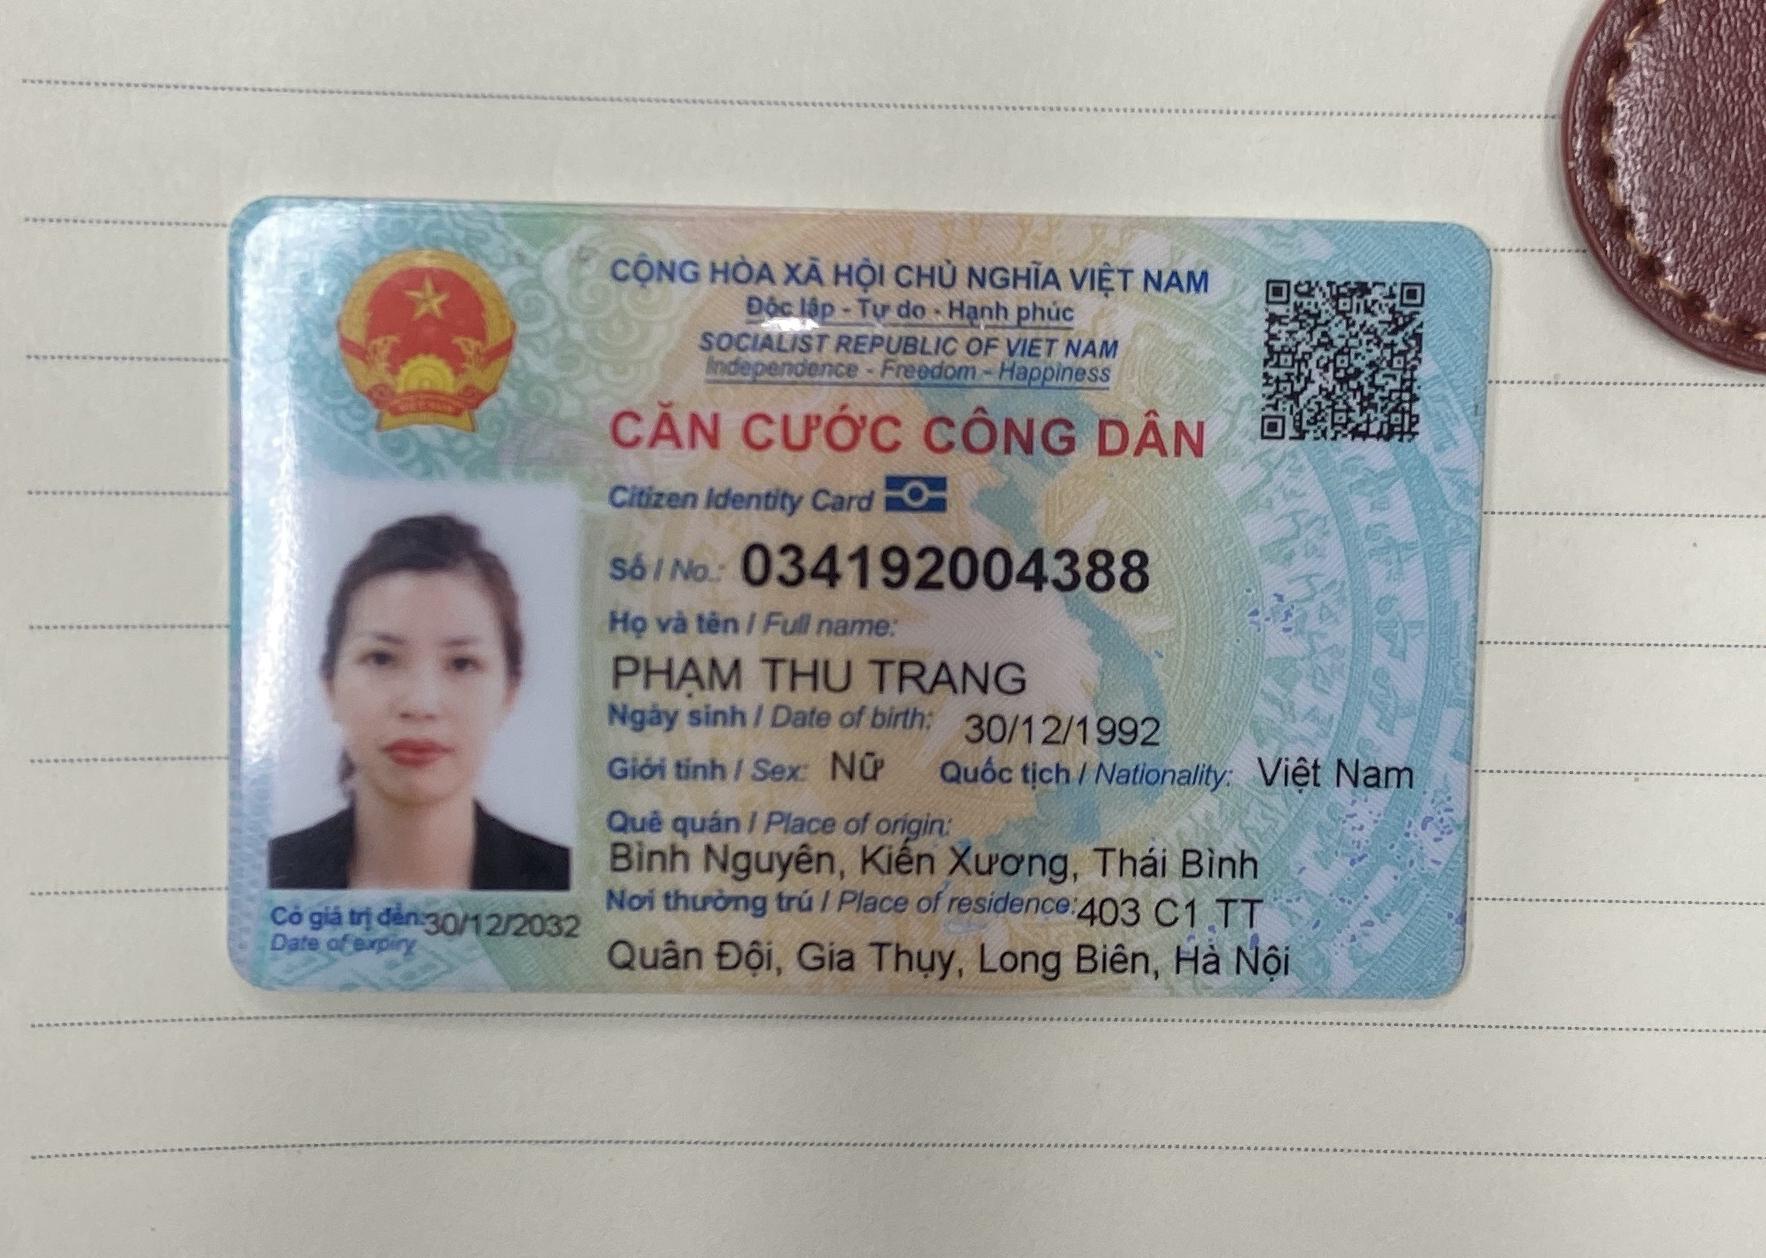 CỘNG HÒA XÃ HỘI CHỦ NGHĨA VIỆT NAM
Độc lập - Tự do - Hạnh phúc
SOCIALIST REPUBLIC OF VIET NAM
Independence - Freedom - Happiness
CĂN CƯỚC CÔNG DÂN
Citizen Identity Card
Số / No.: 034192004388
Họ và tên / Full name:
PHẠM THU TRANG
Ngày sinh / Date of birth: 30/12/1992
Giới tính / Sex: Nữ Quốc tịch / Nationality: Việt Nam
Quê quán / Place of origin:
Bình Nguyên, Kiến Xương, Thái Bình
Nơi thường trú / Place of residence: 403 C1 TT
Quân Đội, Gia Thụy, Long Biên, Hà Nội
Có giá trị đến: 30/12/2032
Date of expiry